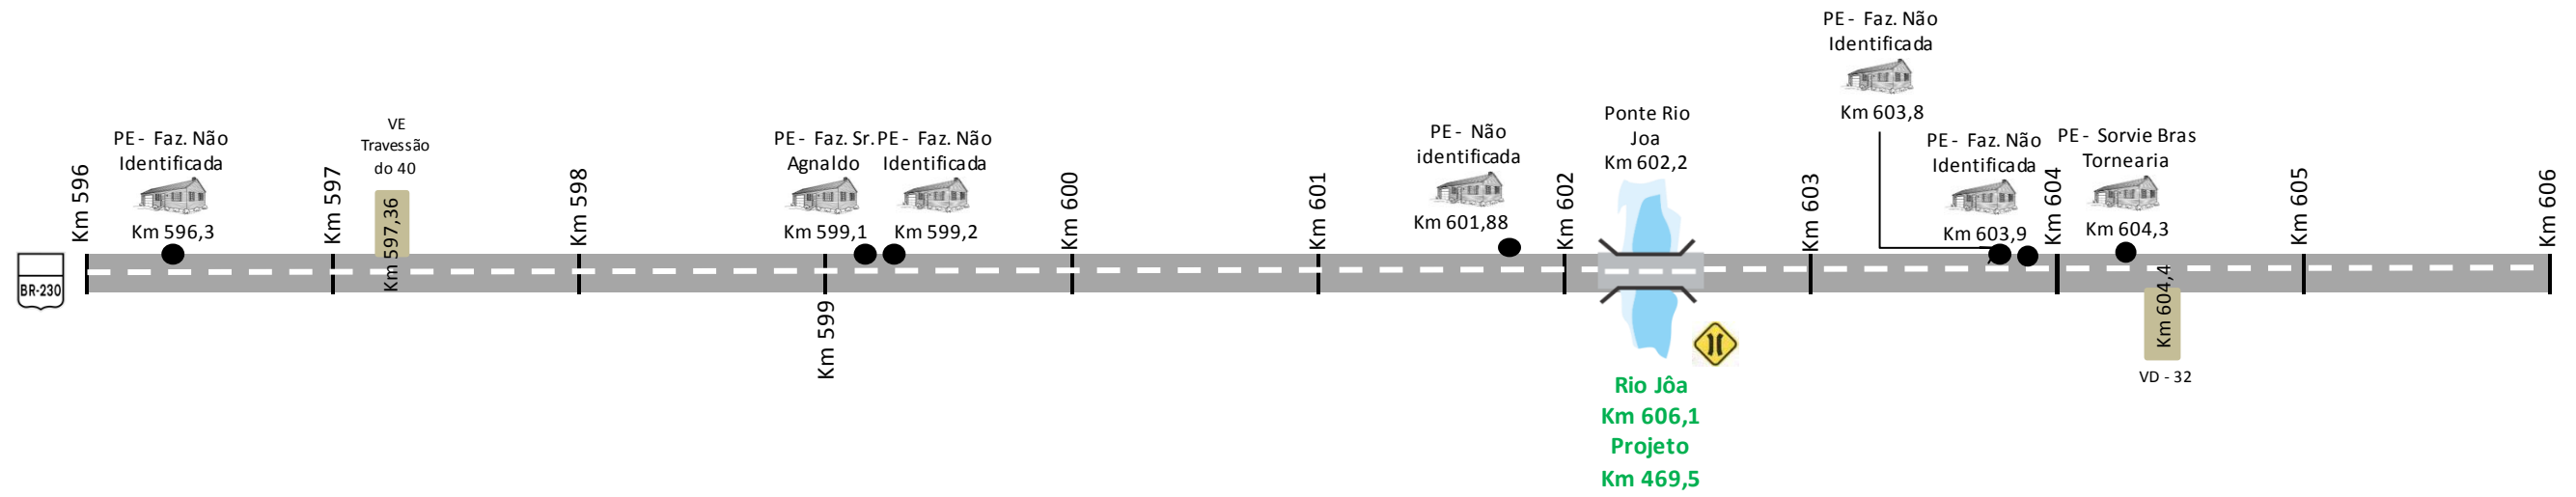 BR-230
Km 596
PE - Faz. Não
Identificada
Km 596,3
Km 597
VE
Travessão
do 40
Km 597,36
Km 598
PE - Faz. Sr.
Agnaldo
Km 599,1
Km 599
PE - Faz. Não
Identificada
Km 599,2
Km 600
Km 601
PE - Não
identificada
Km 601,88
Km 602
Ponte Rio
Joa
Km 602,2
Rio Jôa
Km 606,1
Projeto
Km 469,5
Km 603
PE - Faz. Não
Identificada
Km 603,8
PE - Faz. Não
Identificada
Km 603,9
Km 604
PE - Sorvie Bras
Tornearia
Km 604,3
Km 604,4
VD - 32
Km 605
Km 606